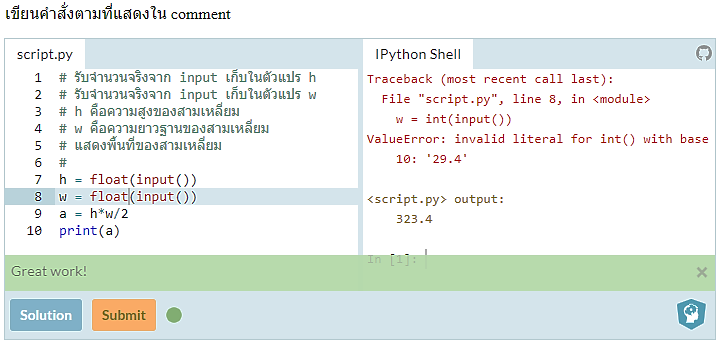 เขียนคำสั่งตามที่แสดงใน comment
script.py
1 # รับจำนวนจริงจาก input เก็บในตัวแปร h
2 # รับจำนวนจริงจาก input เก็บในตัวแปร w
3 # h คือความสูงของสามเหลี่ยม
4 # w คือความยาวฐานของสามเหลี่ยม
5 # แสดงพื้นที่ของสามเหลี่ยม
6 #
7 h = float(input())
8 w = float(input())
9 a = h*w/2
10 print(a)
IPython Shell
Traceback (most recent call last):
File "script.py", line 8, in <module>
w = int(input())
ValueError: invalid literal for int() with base
10: '29.4'
<script.py> output:
323.4
In [1]:
Great work!
×
Solution
Submit